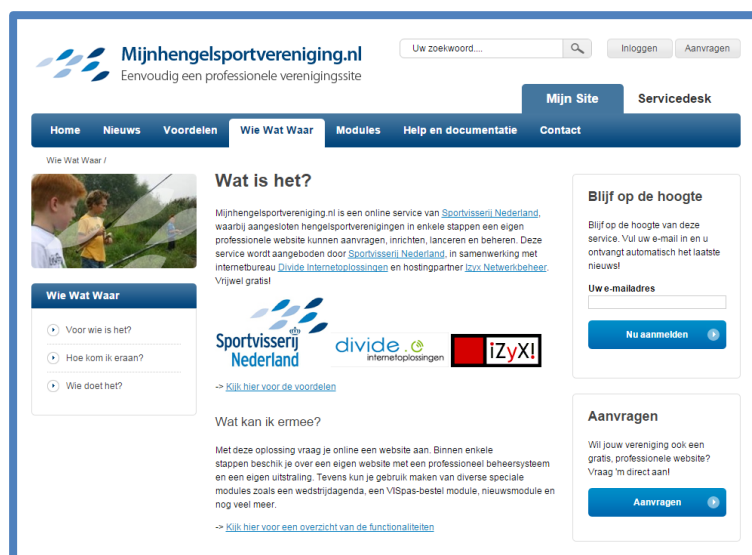 Mijnhengelsportvereniging.nl
Eenvoudig een professionele verenigingssite
Uw zoekwoord....
Inloggen
Aanvragen
Mijn Site
Servicedesk
Home Nieuws Voordelen Wie Wat Waar Modules Help en documentatie Contact
Wie Wat Waar /
Wie Wat Waar
Voor wie is het?
Hoe kom ik eraan?
Wie doet het?
Wat is het?
Mijnhengelsportvereniging.nl is een online service van Sportvisserij Nederland,
waarbij aangesloten hengelsportverenigingen in enkele stappen een eigen
professionele website kunnen aanvragen, inrichten, lanceren en beheren. Deze
service wordt aangeboden door Sportvisserij Nederland, in samenwerking met
internetbureau Divide Internetoplossingen en hostingpartner Izyx Netwerkbeheer.
Vrijwel gratis!
Sportvisserij
Nederland
divide.
internetoplossingen
iZyX!
-> Kijk hier voor de voordelen
Wat kan ik ermee?
Met deze oplossing vraag je online een website aan. Binnen enkele
stappen beschik je over een eigen website met een professioneel beheersysteem
en een eigen uitstraling. Tevens kun je gebruik maken van diverse speciale
modules zoals een wedstrijdagenda, een VISpas-bestel module, nieuwsmodule en
nog veel meer.
-> Kijk hier voor een overzicht van de functionaliteiten
Blijf op de hoogte
Blijf op de hoogte van deze
service. Vul uw e-mail in en u
ontvangt automatisch het laatste
nieuws!
Uw e-mailadres
Nu aanmelden
Aanvragen
Wil jouw vereniging ook een
gratis, professionele website?
Vraag 'm direct aan!
Aanvragen